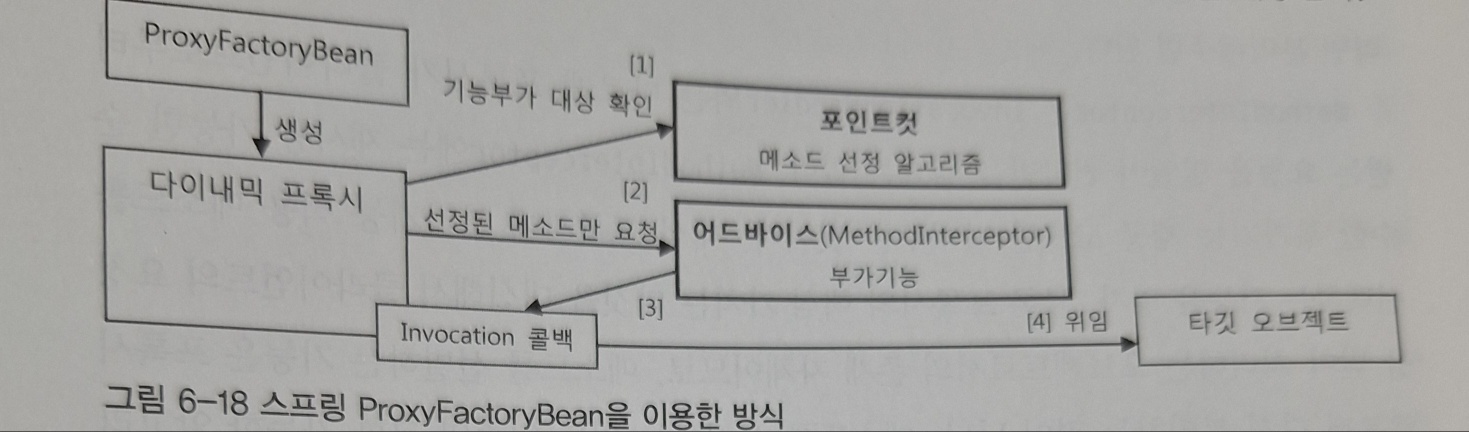 ProxyFactoryBean
생성
다이내믹 프록시
[1]
기능부가 대상 확인
포인트컷
메소드 선정 알고리즘
[2]
선정된 메소드만 요청
어드바이스(MethodInterceptor)
부가기능
[3]
Invocation 콜백
[4] 위임
타깃 오브젝트
그림 6-18 스프링 ProxyFactoryBean을 이용한 방식